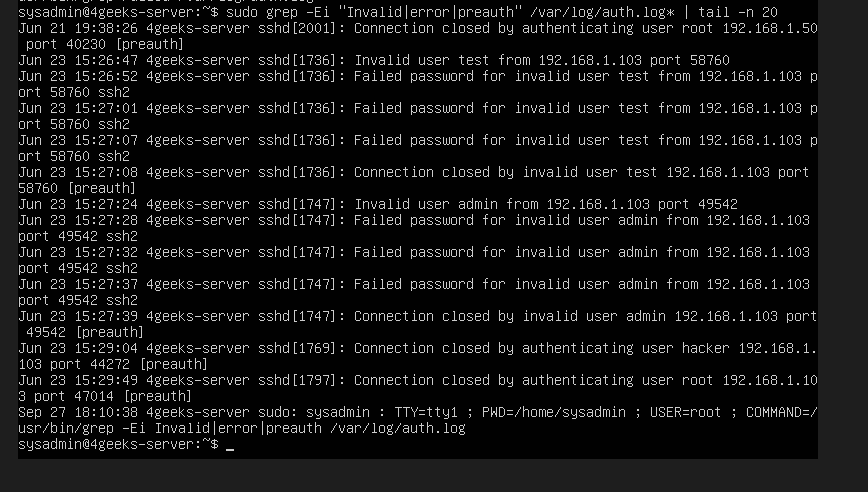 sysadmin@4geeks-server:~$ sudo grep -Ei "Invalid|error|preauth" /var/log/auth.log* | tail -n 20
Jun 21 19:38:26 4geeks-server sshd[2001]: Connection closed by authenticating user root 192.168.1.50
 port 40230 [preauth]
Jun 23 15:26:47 4geeks-server sshd[1736]: Invalid user test from 192.168.1.103 port 58760
Jun 23 15:26:52 4geeks-server sshd[1736]: Failed password for invalid user test from 192.168.1.103 p
ort 58760 ssh2
Jun 23 15:27:01 4geeks-server sshd[1736]: Failed password for invalid user test from 192.168.1.103 p
ort 58760 ssh2
Jun 23 15:27:07 4geeks-server sshd[1736]: Failed password for invalid user test from 192.168.1.103 p
ort 58760 ssh2
Jun 23 15:27:08 4geeks-server sshd[1736]: Connection closed by invalid user test 192.168.1.103 port
58760 [preauth]
Jun 23 15:27:24 4geeks-server sshd[1747]: Invalid user admin from 192.168.1.103 port 49542
Jun 23 15:27:28 4geeks-server sshd[1747]: Failed password for invalid user admin from 192.168.1.103
port 49542 ssh2
Jun 23 15:27:32 4geeks-server sshd[1747]: Failed password for invalid user admin from 192.168.1.103
port 49542 ssh2
Jun 23 15:27:37 4geeks-server sshd[1747]: Failed password for invalid user admin from 192.168.1.103
port 49542 ssh2
Jun 23 15:27:39 4geeks-server sshd[1747]: Connection closed by invalid user admin 192.168.1.103 port
 49542 [preauth]
Jun 23 15:29:04 4geeks-server sshd[1769]: Connection closed by authenticating user hacker 192.168.1.
103 port 44272 [preauth]
Jun 23 15:29:49 4geeks-server sshd[1797]: Connection closed by authenticating user root 192.168.1.10
3 port 47014 [preauth]
Sep 27 18:10:38 4geeks-server sudo: sysadmin : TTY=tty1 ; PWD=/home/sysadmin ; USER=root ; COMMAND=/
usr/bin/grep -Ei Invalid|error|preauth /var/log/auth.log
sysadmin@4geeks-server:~$ _